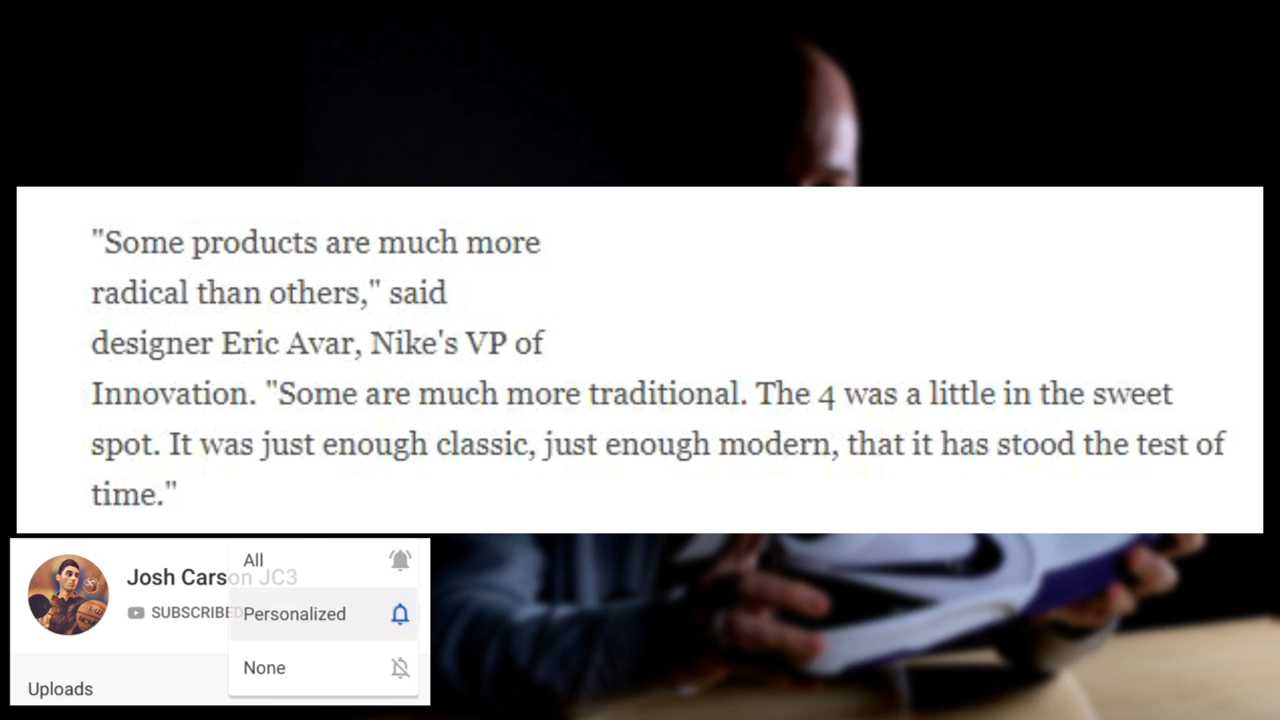 "Some products are much more
radical than others," said
designer Eric Avar, Nike's VP of
Innovation. "Some are much more traditional. The 4 was a little in the sweet
spot. It was just enough classic, just enough modern, that it has stood the test of
time."
Josh Carson JC3
All
SUBSCRIBED
Personalized
None
Uploads